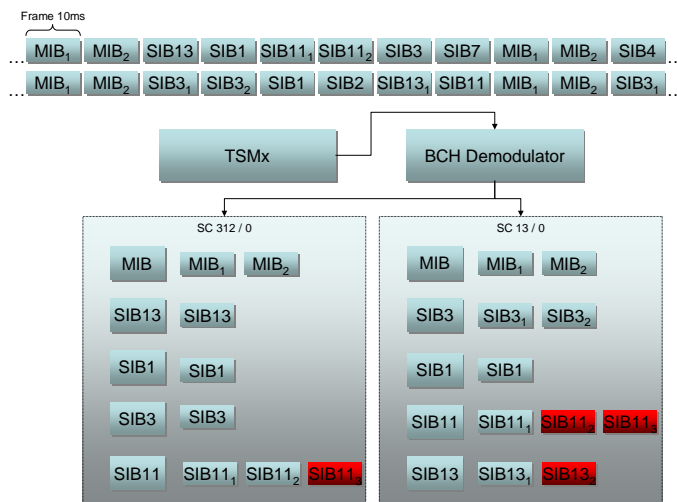 Frame 10ms
... MIB₁ MIB₂ SIB13 SIB1 SIB11₁ SIB11₂ SIB3 SIB7 MIB₁ MIB₂ SIB4 ...
... MIB₁ MIB₂ SIB3₁ SIB3₂ SIB1 SIB2 SIB13₁ SIB11 MIB₁ MIB₂ SIB3₁ ...
TSMx
BCH Demodulator
SC 312 / 0
MIB MIB₁ MIB₂
SIB13 SIB13
SIB1 SIB1
SIB3 SIB3
SIB11 SIB11₁ SIB11₂ SIB11₃
SC 13 / 0
MIB MIB₁ MIB₂
SIB3 SIB3₁ SIB3₂
SIB1 SIB1
SIB11 SIB11₁ SIB11₂ SIB11₃
SIB13 SIB13₁ SIB13₂